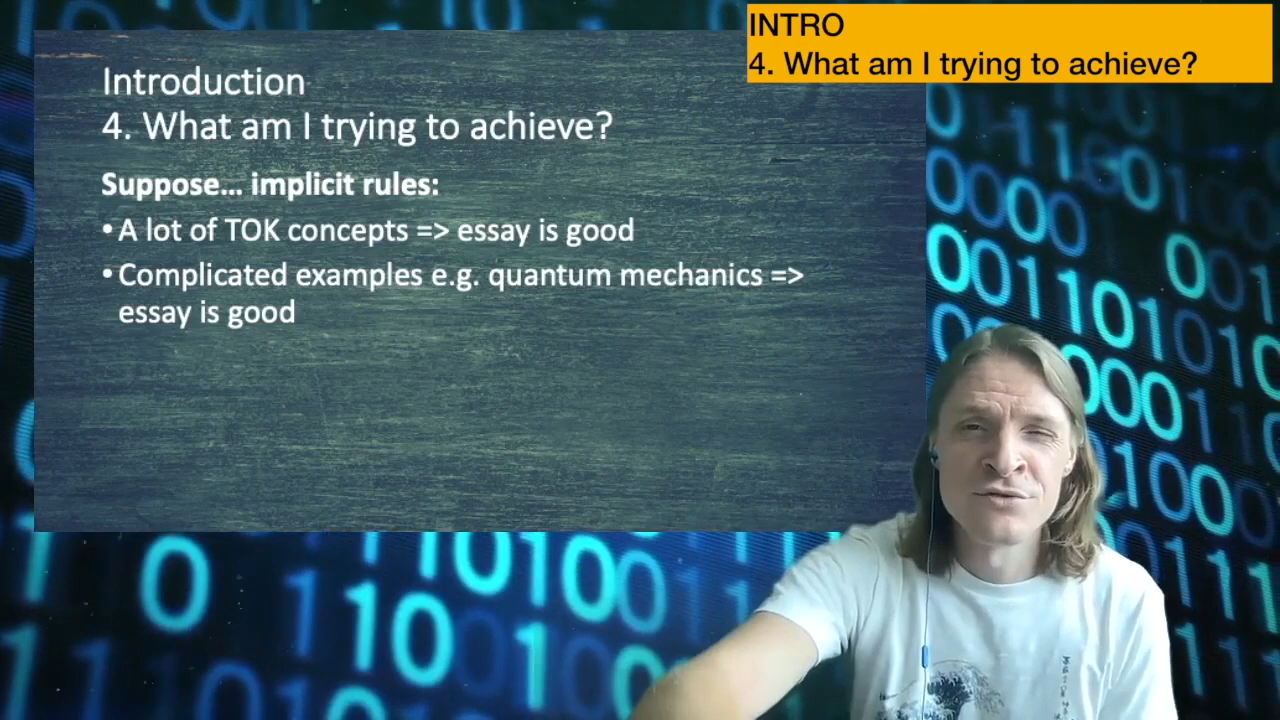 INTRO
4. What am I trying to achieve?
Introduction
4. What am I trying to achieve?
Suppose... implicit rules:
• A lot of TOK concepts => essay is good
• Complicated examples e.g. quantum mechanics =>
essay is good